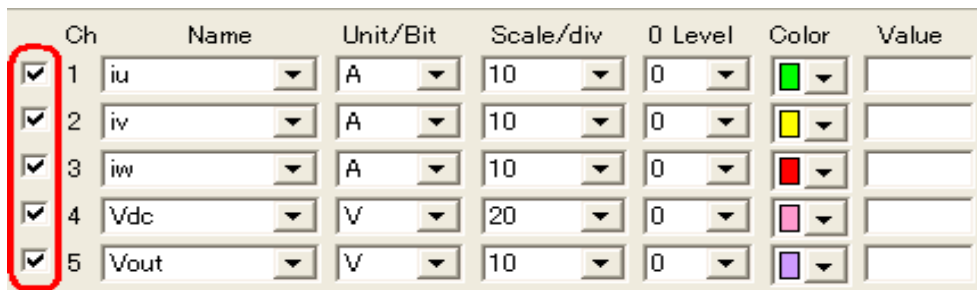 Ch Name Unit/Bit Scale/div 0 Level Color Value
1 iu A 10 0
2 iv A 10 0
3 iw A 10 0
4 Vdc V 20 0
5 Vout V 10 0